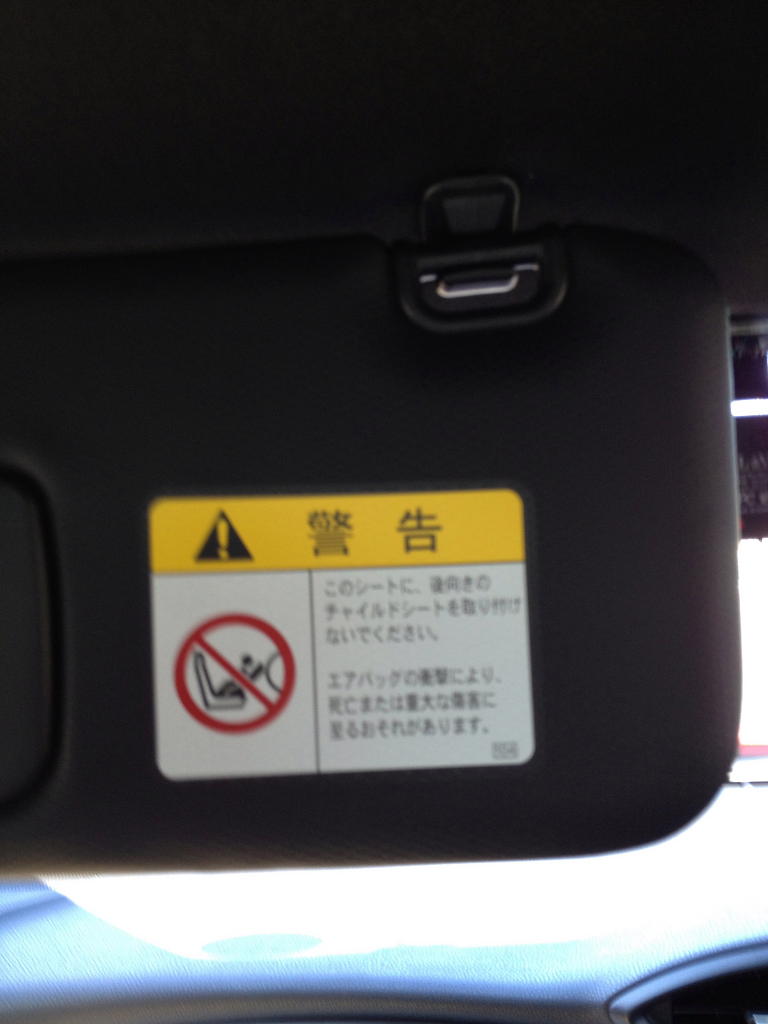 警告
このシートに、後向きの
チャイルドシートを取り付け
ないでください。
エアバッグの衝撃により、
死亡または重大な傷害に
至るおそれがあります。